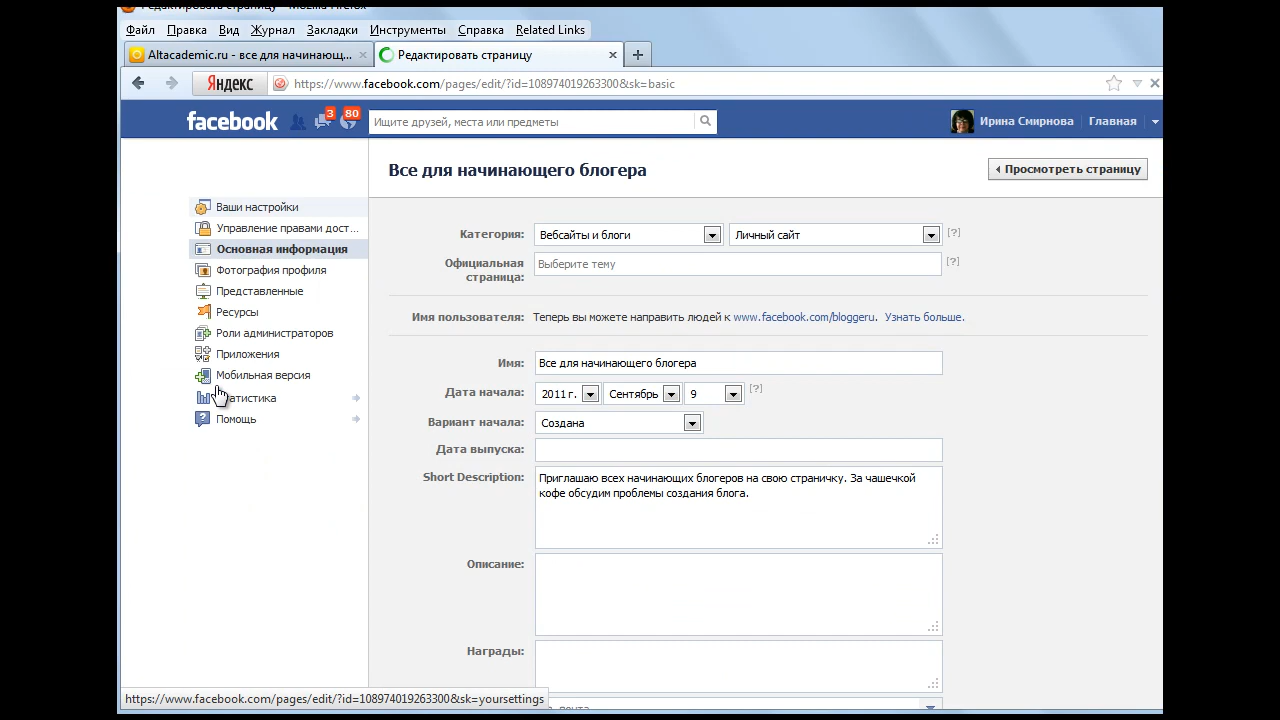 Редактировать страницу - Mozilla Firefox
Файл Правка Вид Журнал Закладки Инструменты Справка Related Links
Altacademic.ru - все для начинающ... × Редактировать страницу × +
Яндекс https://www.facebook.com/pages/edit/?id=108974019263300&sk=basic
facebook 3 80 Ищите друзей, места или предметы Ирина Смирнова Главная
Все для начинающего блогера Просмотреть страницу
Ваши настройки
Управление правами дост...
Основная информация
Фотография профиля
Представленные
Ресурсы
Роли администраторов
Приложения
Мобильная версия
атистика
Помощь
Категория: Вебсайты и блоги Личный сайт [?]
Официальная страница: Выберите тему [?]
Имя пользователя: Теперь вы можете направить людей к www.facebook.com/bloggeru. Узнать больше.
Имя: Все для начинающего блогера
Дата начала: 2011 г. Сентябрь 9 [?]
Вариант начала: Создана
Дата выпуска:
Short Description: Приглашаю всех начинающих блогеров на свою страничку. За чашечкой
кофе обсудим проблемы создания блога.
Описание:
Награды:
https://www.facebook.com/pages/edit/?id=108974019263300&sk=yoursettings